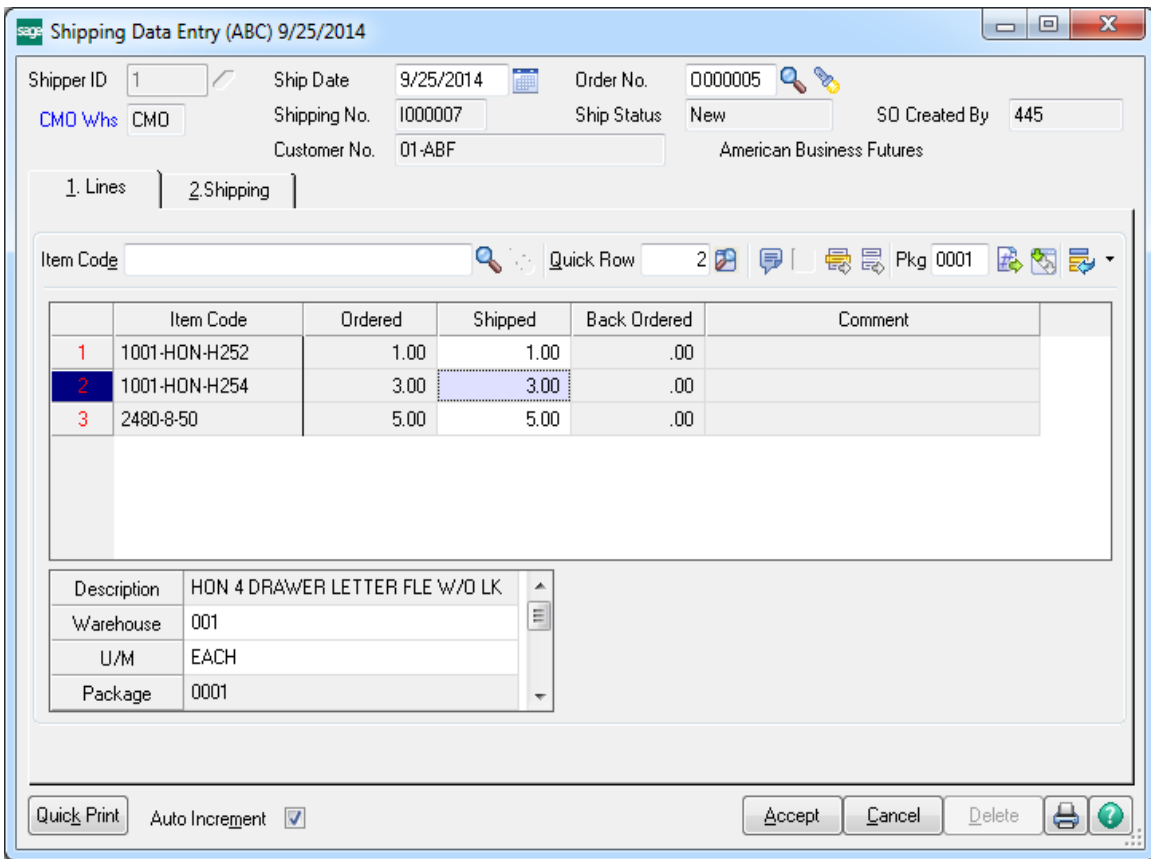 sage Shipping Data Entry (ABC) 9/25/2014
Shipper ID 1 Ship Date 9/25/2014 Order No. O000005
CMO Whs CMO Shipping No. I000007 Ship Status New SO Created By 445
Customer No. 01-ABF American Business Futures
1. Lines 2.Shipping
Item Code Quick Row 2 Pkg 0001
Item Code Ordered Shipped Back Ordered Comment
1 1001-HON-H252 1.00 1.00 .00
2 1001-HON-H254 3.00 3.00 .00
3 2480-8-50 5.00 5.00 .00
Description HON 4 DRAWER LETTER FLE W/O LK
Warehouse 001
U/M EACH
Package 0001
Quick Print Auto Increment Accept Cancel Delete